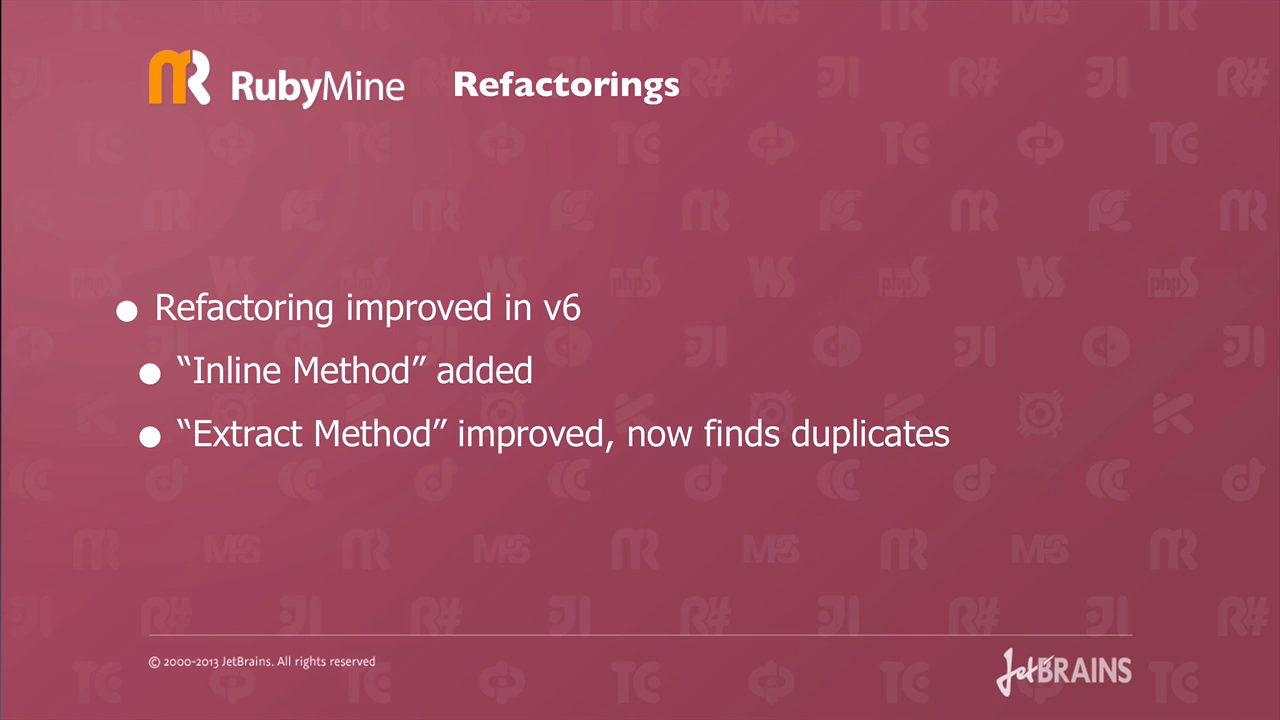 RubyMine Refactorings
● Refactoring improved in v6
● “Inline Method” added
● “Extract Method” improved, now finds duplicates
© 2000-2013 JetBrains. All rights reserved
JetBRAINS